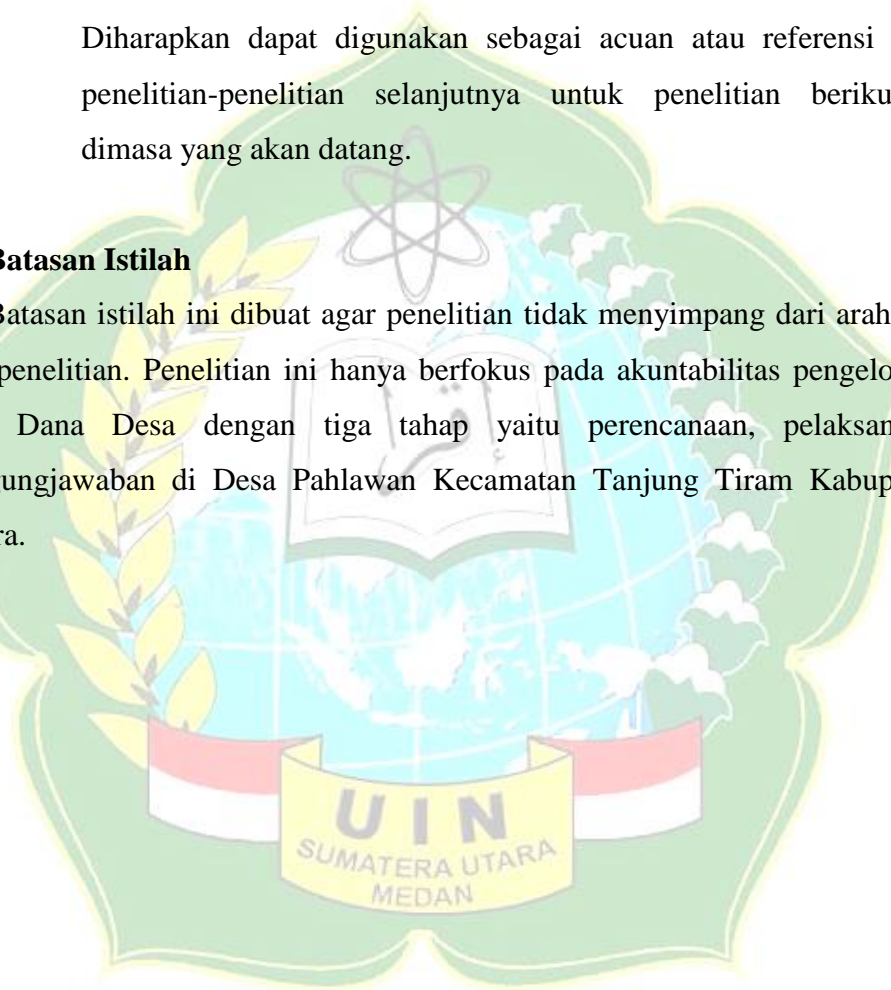 Diharapkan dapat digunakan sebagai acuan atau referensi
penelitian-penelitian selanjutnya untuk penelitian beriku
dimasa yang akan datang.
Batasan Istilah
Batasan istilah ini dibuat agar penelitian tidak menyimpang dari arah
penelitian. Penelitian ini hanya berfokus pada akuntabilitas pengelo
Dana Desa dengan tiga tahap yaitu perencanaan, pelaksan
gungjawaban di Desa Pahlawan Kecamatan Tanjung Tiram Kabup
ra.
UIN
SUMATERA UTARA
MEDAN